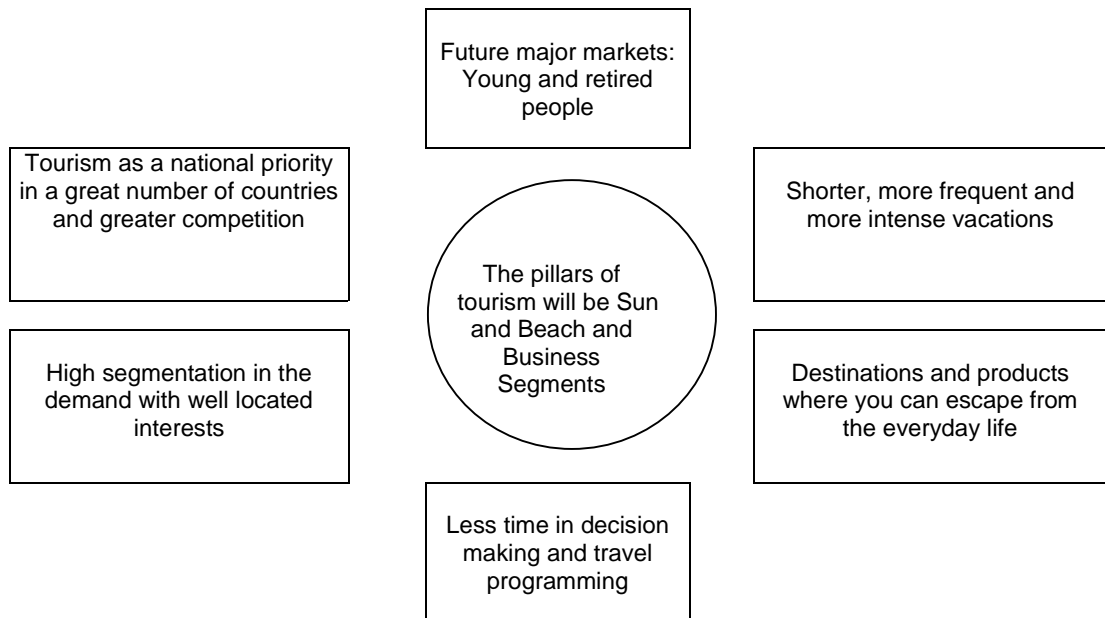 Future major markets:
Young and retired
people
Tourism as a national priority
in a great number of countries
and greater competition
Shorter, more frequent and
more intense vacations
The pillars of
tourism will be Sun
and Beach and
Business
Segments
High segmentation in the
demand with well located
interests
Destinations and products
where you can escape from
the everyday life
Less time in decision
making and travel
programming